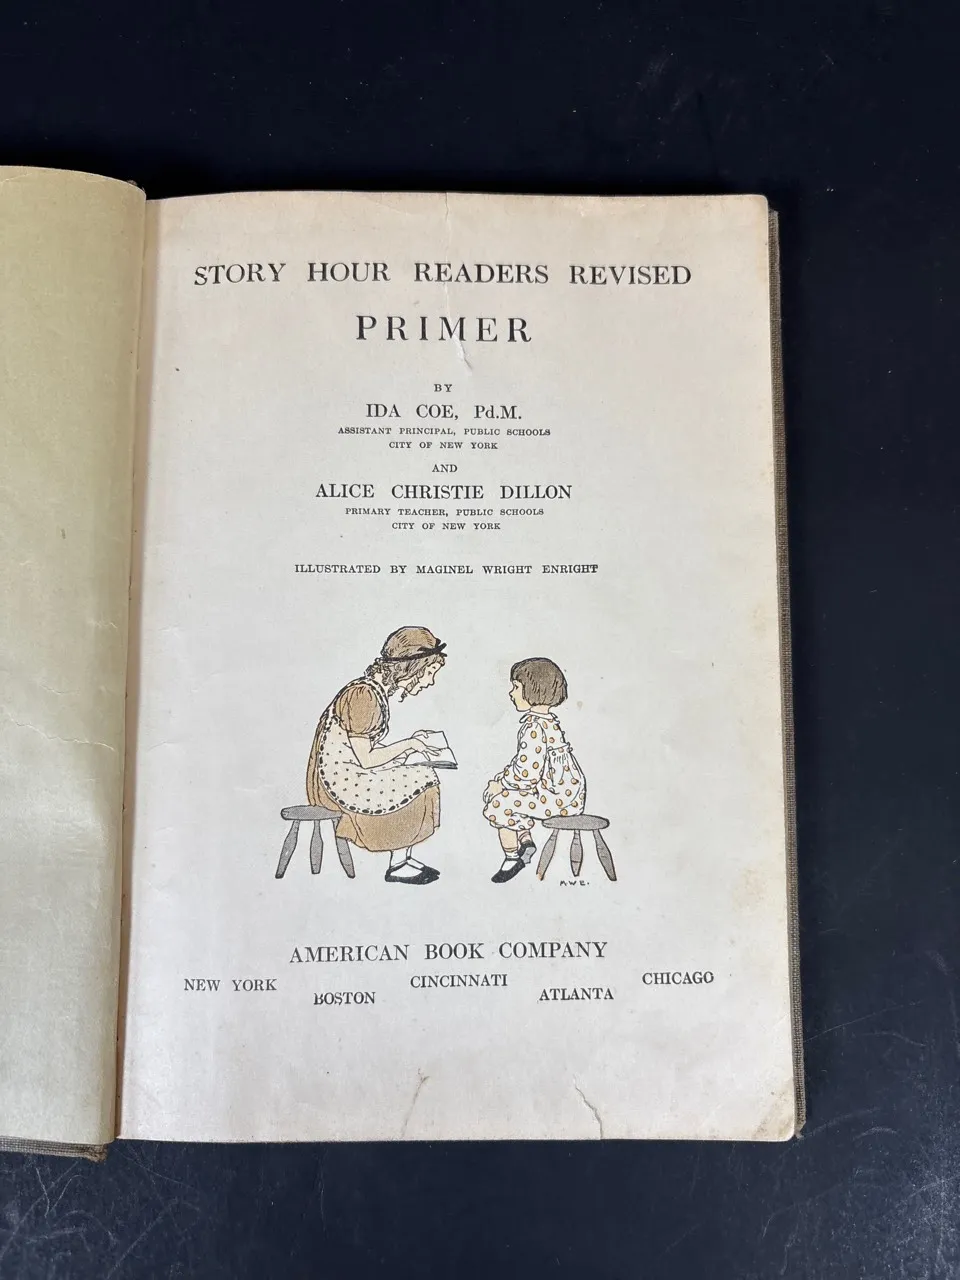 STORY HOUR READERS REVISED
PRIMER
BY
IDA COE, Pd.M.
ASSISTANT PRINCIPAL, PUBLIC SCHOOLS
CITY OF NEW YORK
AND
ALICE CHRISTIE DILLON
PRIMARY TEACHER, PUBLIC SCHOOLS
CITY OF NEW YORK
ILLUSTRATED BY MAGINEL WRIGHT ENRIGHT
M.W.E.
AMERICAN BOOK COMPANY
NEW YORK CINCINNATI CHICAGO
BOSTON ATLANTA